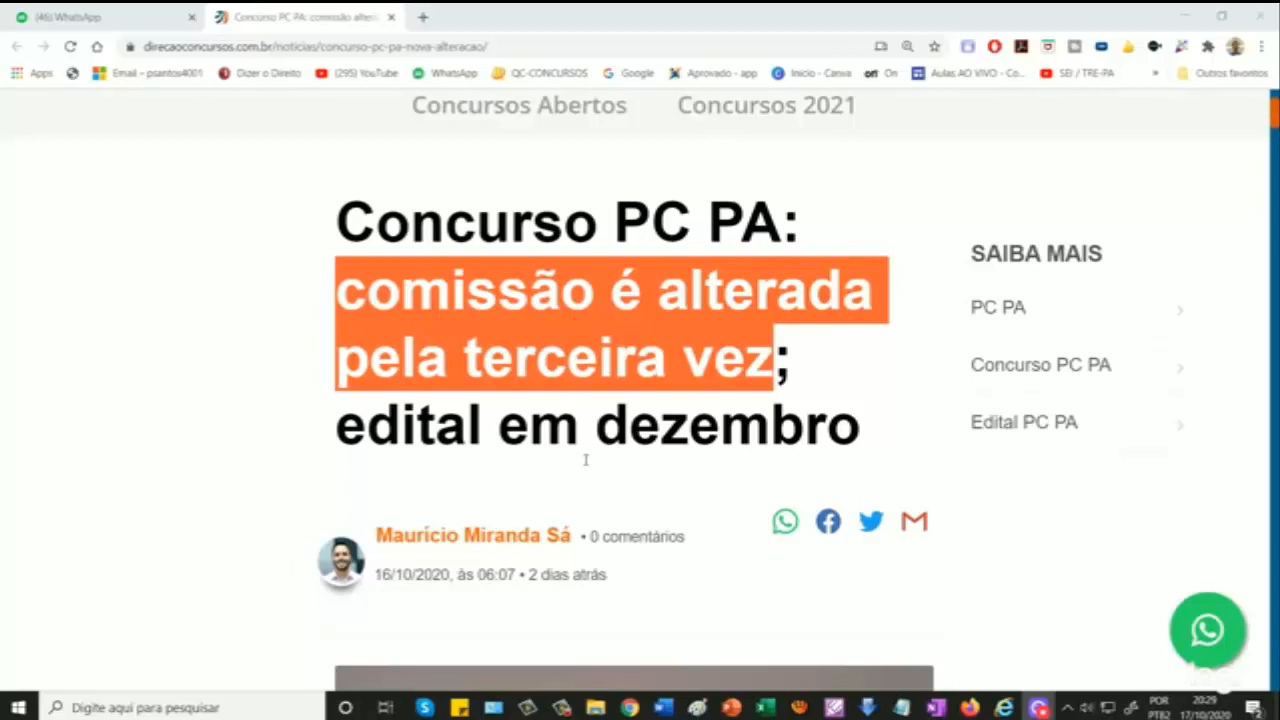 (46) WhatsApp
Concurso PC PA: comissão altera
direcaoconcursos.com.br/noticias/concurso-pc-pa-nova-alteracao/
Apps
Email – psantos4001
Dizer o Direito
(295) YouTube
WhatsApp
QC-CONCURSOS
Google
Aprovado - app
Início - Canva
off On
Aulas AO VIVO - Co...
SEI / TRE-PA
»
Outros favoritos
Concursos Abertos
Concursos 2021
Concurso PC PA:
comissão é alterada
pela terceira vez;
edital em dezembro
SAIBA MAIS
PC PA
Concurso PC PA
Edital PC PA
Maurício Miranda Sá • 0 comentários
16/10/2020, às 06:07 • 2 dias atrás
Digite aqui para pesquisar
POR
PTB2
20:29
17/10/2020
2